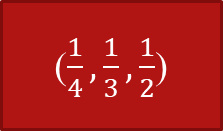 (1/4, 1/3, 1/2)